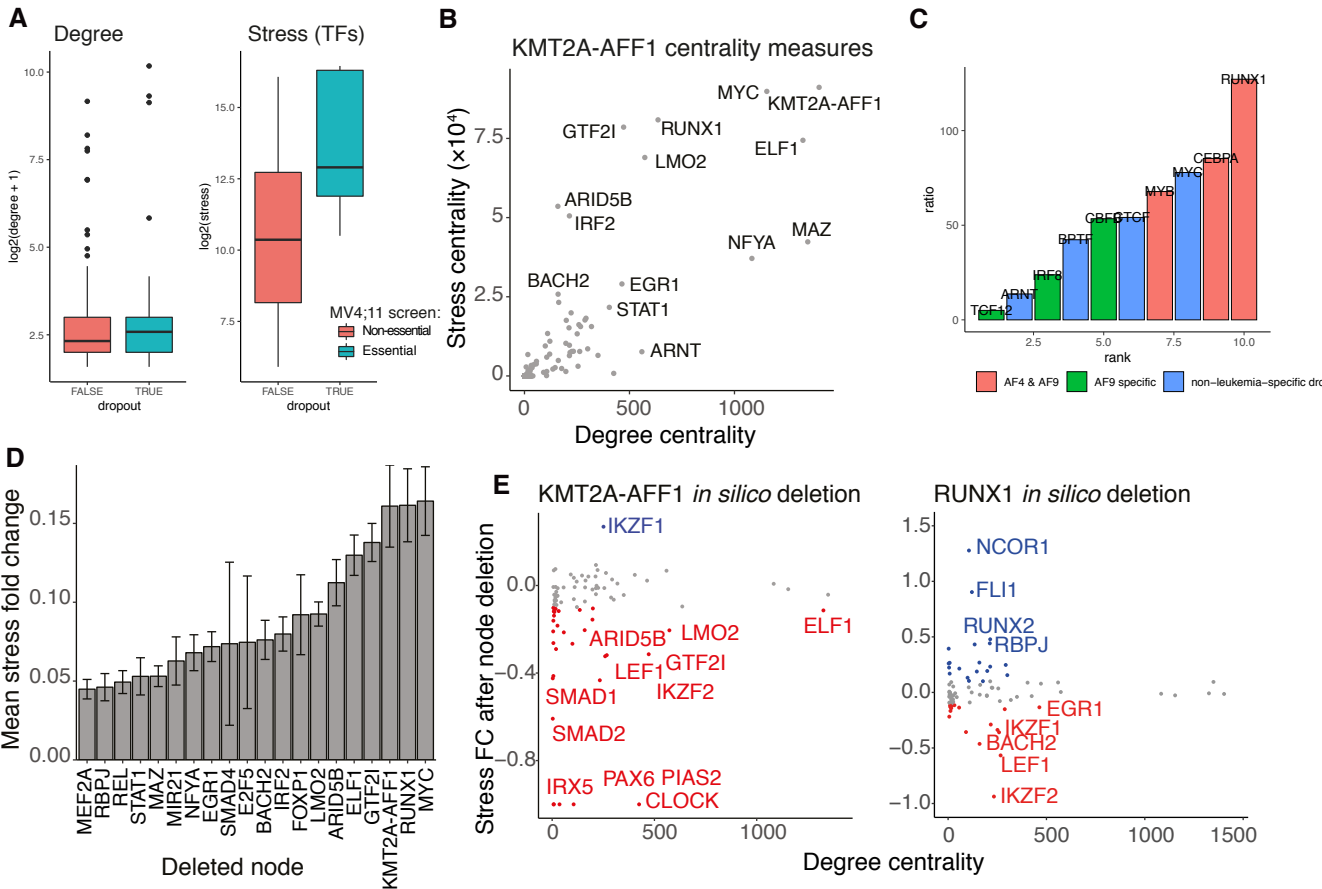 A
Degree
Stress (TFs)
log2(degree + 1)
10.0
7.5
5.0
2.5
FALSE
TRUE
dropout
log2(stress)
15.0
12.5
10.0
7.5
FALSE
TRUE
dropout
MV4;11 screen:
Non-essential
Essential
B
KMT2A-AFF1 centrality measures
Stress centrality (×10⁴)
7.5
5
2.5
0
0
500
1000
Degree centrality
MYC
KMT2A-AFF1
GTF2I
RUNX1
ELF1
LMO2
ARID5B
IRF2
MAZ
NFYA
BACH2
EGR1
STAT1
ARNT
C
ratio
100
50
0
2.5
5.0
7.5
10.0
rank
RUNX1
CEBPA
MYC
MYB
CTCF
BPTF
IRF8
ARNT
TCF12
AF4 & AF9
AF9 specific
non−leukemia−specific dro
D
Mean stress fold change
0.15
0.10
0.05
0.00
MEF2A
RBPJ
REL
STAT1
MAZ
MIR21
NFYA
EGR1
SMAD4
E2F5
BACH2
IRF2
FOXP1
LMO2
ARID5B
ELF1
GTF2I
KMT2A-AFF1
RUNX1
MYC
Deleted node
E
KMT2A-AFF1 in silico deletion
Stress FC after node deletion
0.0
−0.4
−0.8
0
500
1000
IKZF1
ARID5B
LMO2
ELF1
LEF1
GTF2I
IKZF2
SMAD1
SMAD2
IRX5
PAX6
PIAS2
CLOCK
RUNX1 in silico deletion
1.5
1.0
0.5
0.0
−0.5
−1.0
0
500
1000
1500
NCOR1
FLI1
RUNX2
RBPJ
EGR1
IKZF1
BACH2
LEF1
IKZF2
Degree centrality